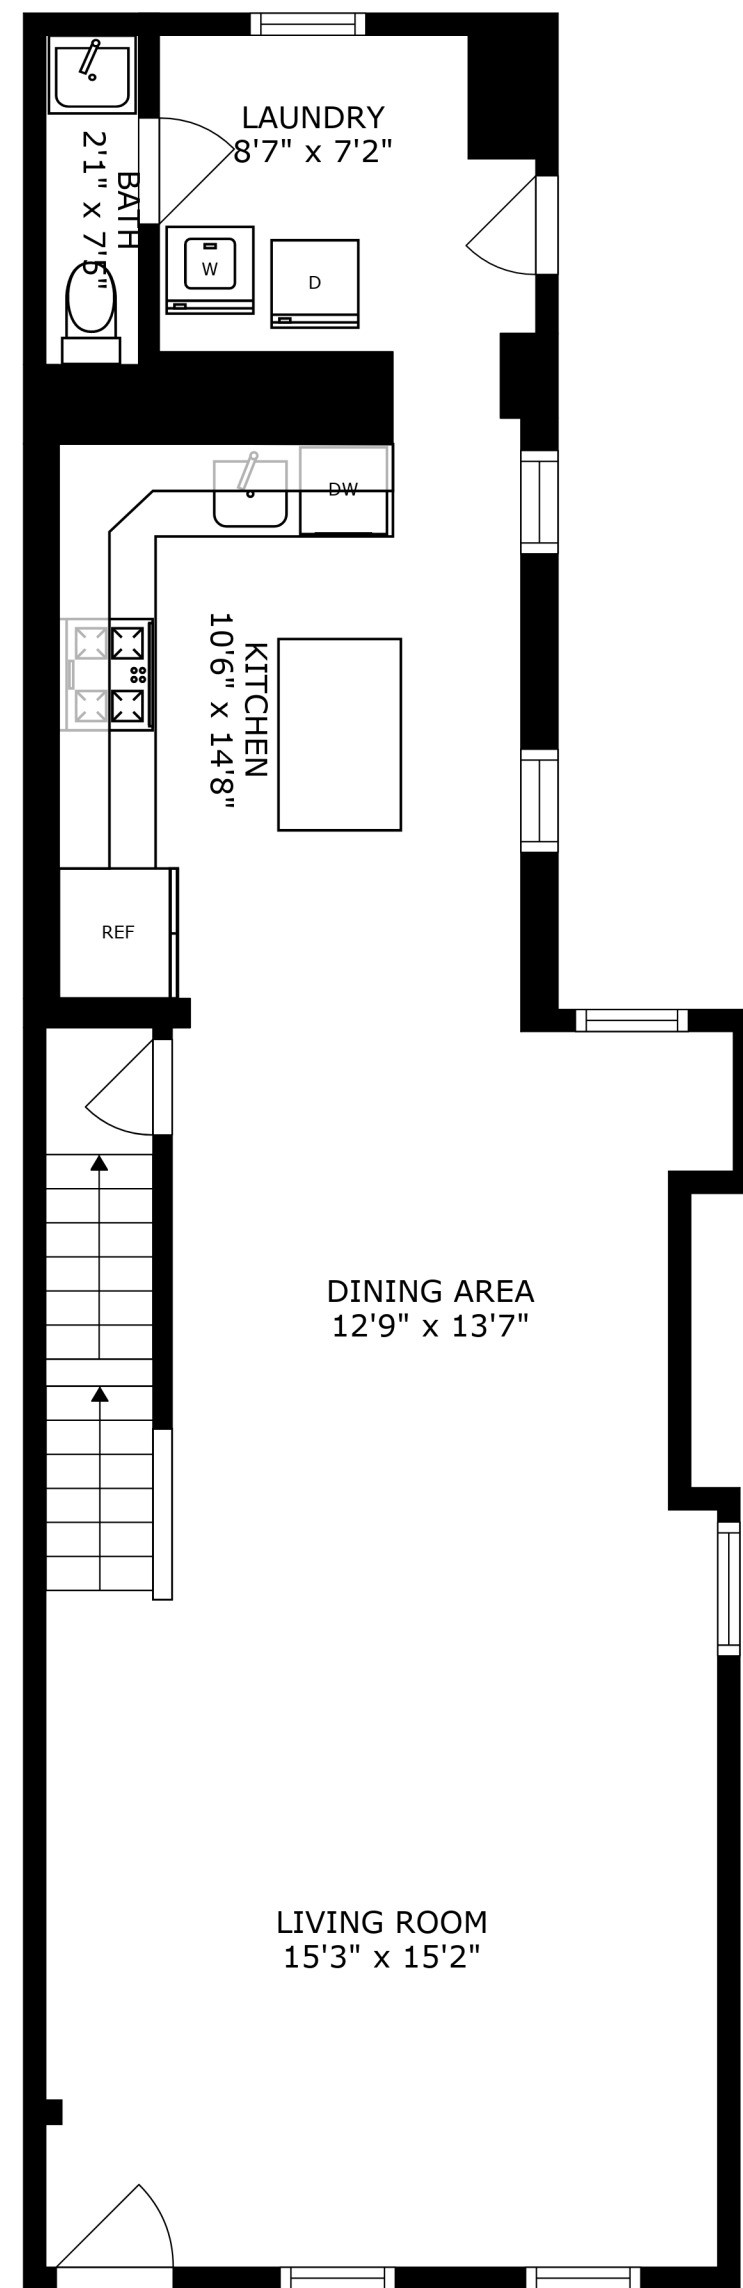 LAUNDRY
8'7" x 7'2"
BATH
2'1" x 7'5"
W
D
DW
KITCHEN
10'6" x 14'8"
REF
DINING AREA
12'9" x 13'7"
LIVING ROOM
15'3" x 15'2"